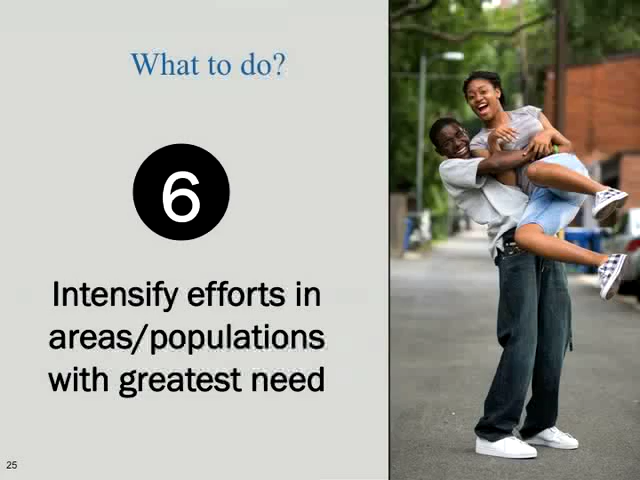 What to do?
6
Intensify efforts in
areas/populations
with greatest need
25